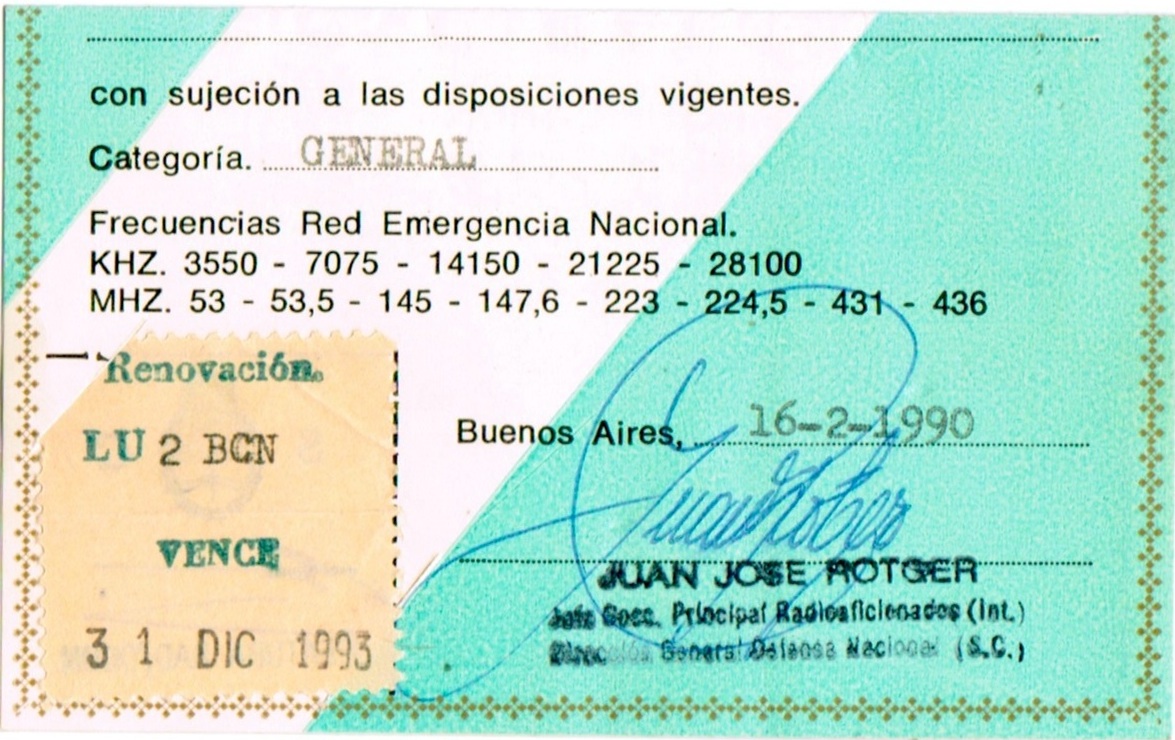 con sujeción a las disposiciones vigentes.
Categoría. GENERAL
Frecuencias Red Emergencia Nacional.
KHZ. 3550 - 7075 - 14150 - 21225 - 28100
MHZ. 53 - 53,5 - 145 - 147,6 - 223 - 224,5 - 431 - 436
Renovación.
LU 2 BCN
VENCE
31 DIC 1993
Buenos Aires, 16-2-1990
JUAN JOSE ROTGER
Jefe Secc. Principal Radioaficionados (Int.)
Dirección General Defensa Nacional (S.C.)